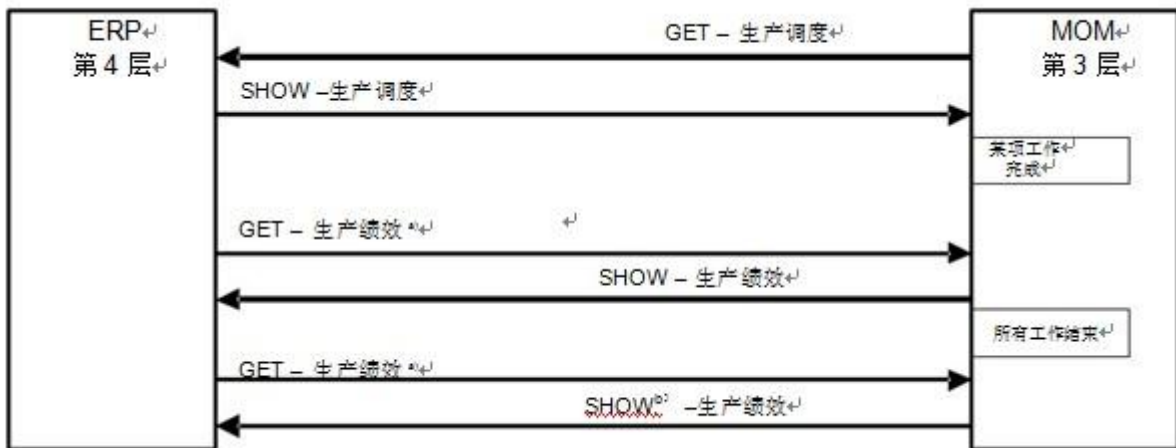 ERP
第 4 层
MOM
第 3 层
GET – 生产调度
SHOW –生产调度
某项工作
完成
GET – 生产绩效 a)
SHOW – 生产绩效
所有工作结束
GET – 生产绩效 a)
SHOW b) –生产绩效